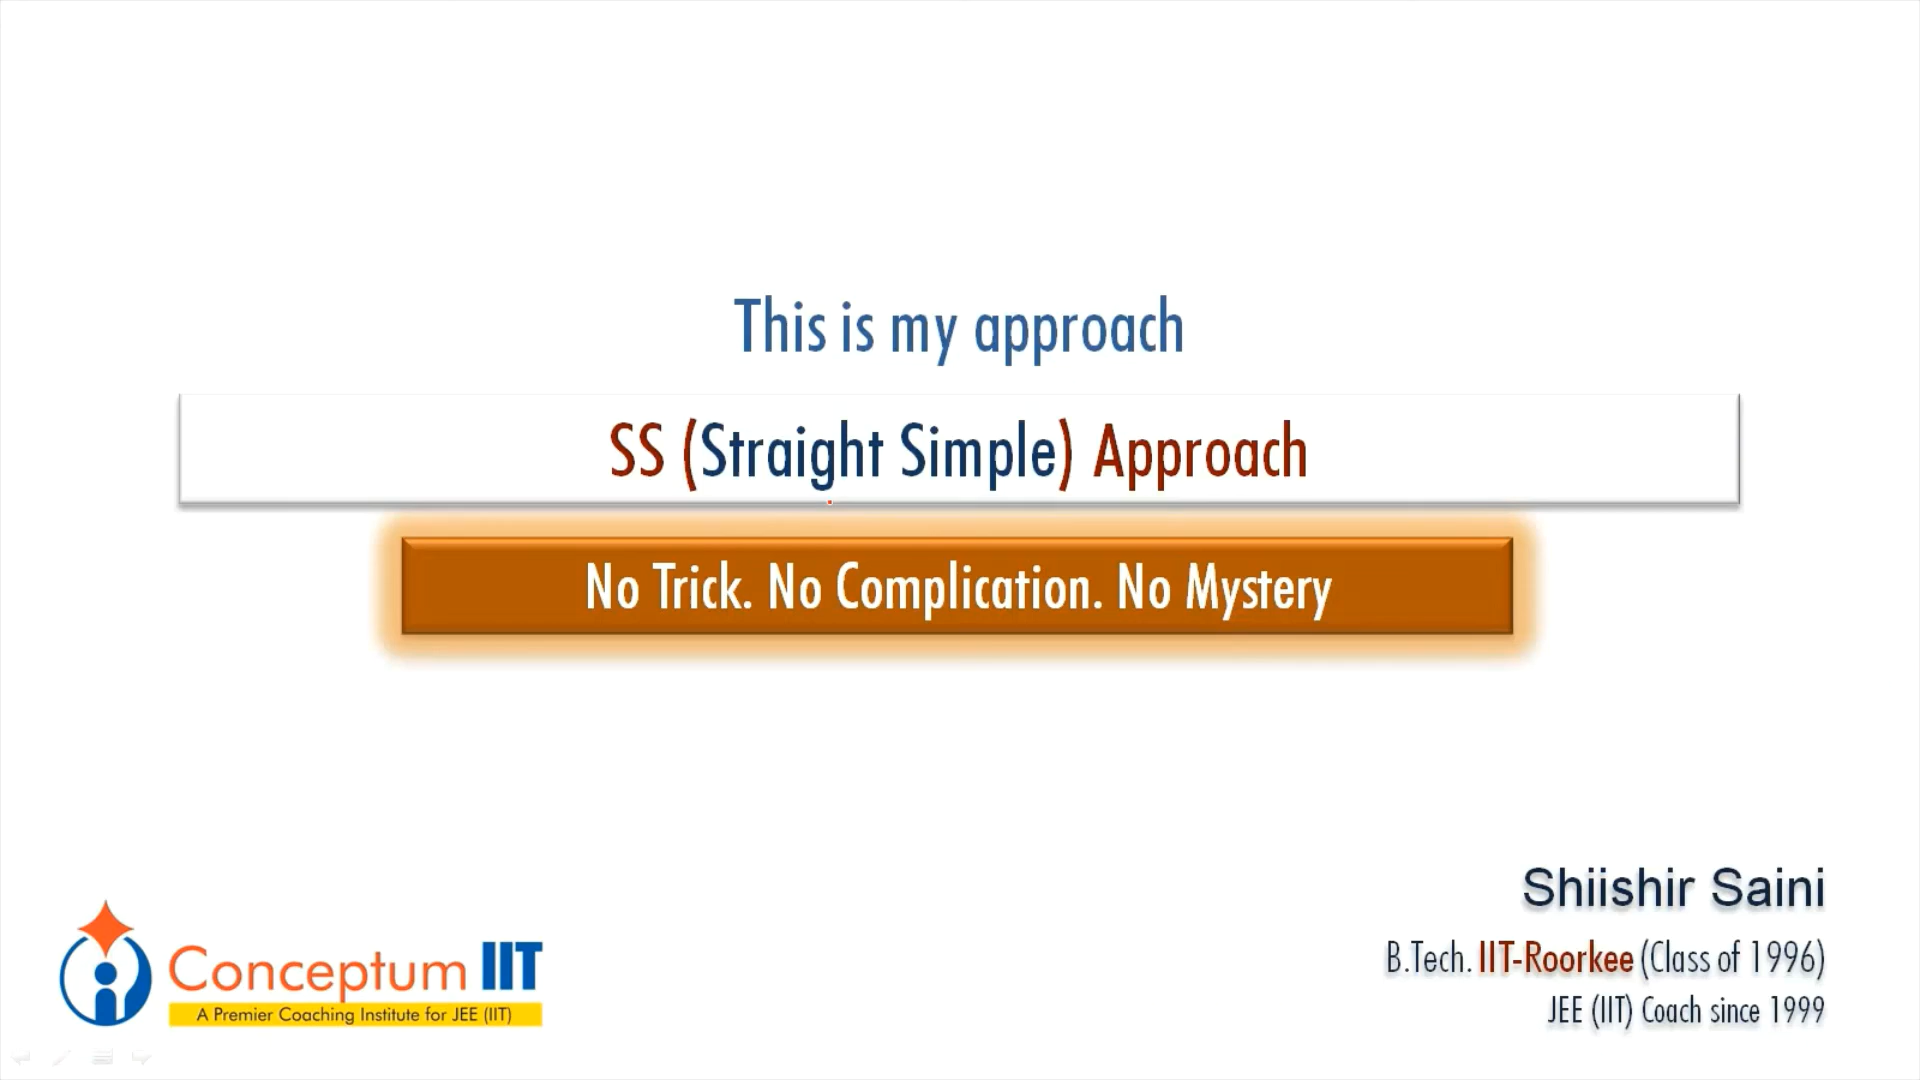 This is my approach
SS (Straight Simple) Approach
No Trick. No Complication. No Mystery
Shiishir Saini
B.Tech. IIT-Roorkee (Class of 1996)
JEE (IIT) Coach since 1999
Conceptum IIT
A Premier Coaching Institute for JEE (IIT)